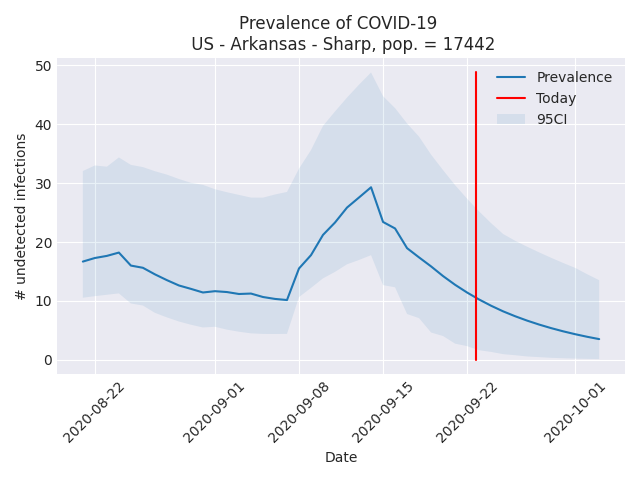 Prevalence of COVID-19
US - Arkansas - Sharp, pop. = 17442
50
40
30
20
10
0
# undetected infections
Prevalence
Today
95CI
2020-08-22
2020-09-01
2020-09-08
2020-09-15
2020-09-22
2020-10-01
Date